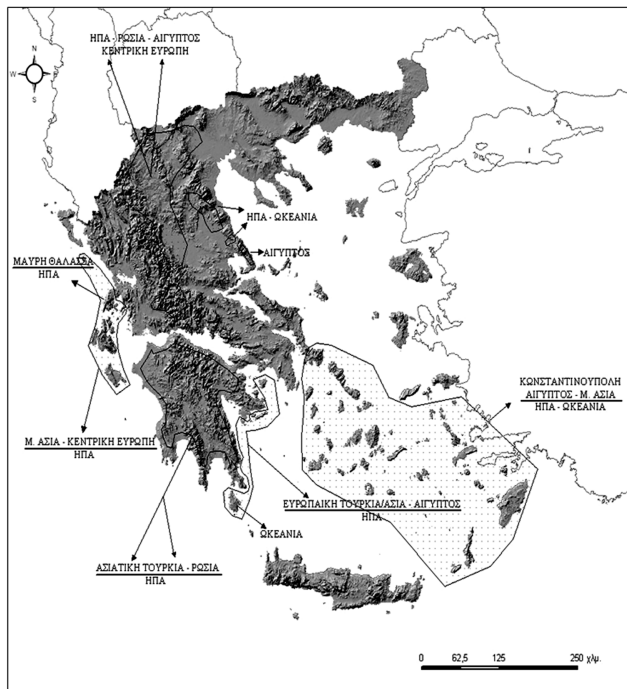 ΗΠΑ - ΡΩΣΙΑ - ΑΙΓΥΠΤΟΣ
ΚΕΝΤΡΙΚΗ ΕΥΡΩΠΗ
N
W E
S
ΗΠΑ - ΩΚΕΑΝΙΑ
ΑΙΓΥΠΤΟΣ
ΜΑΥΡΗ ΘΑΛΑΣΣΑ
ΗΠΑ
ΚΩΝΣΤΑΝΤΙΝΟΥΠΟΛΗ
ΑΙΓΥΠΤΟΣ - Μ. ΑΣΙΑ
ΗΠΑ - ΩΚΕΑΝΙΑ
Μ. ΑΣΙΑ - ΚΕΝΤΡΙΚΗ ΕΥΡΩΠΗ
ΗΠΑ
ΕΥΡΩΠΑΙΚΗ ΤΟΥΡΚΙΑ/ΑΣΙΑ - ΑΙΓΥΠΤΟΣ
ΗΠΑ
ΩΚΕΑΝΙΑ
ΑΣΙΑΤΙΚΗ ΤΟΥΡΚΙΑ - ΡΩΣΙΑ
ΗΠΑ
0 62,5 125 250 χλμ.